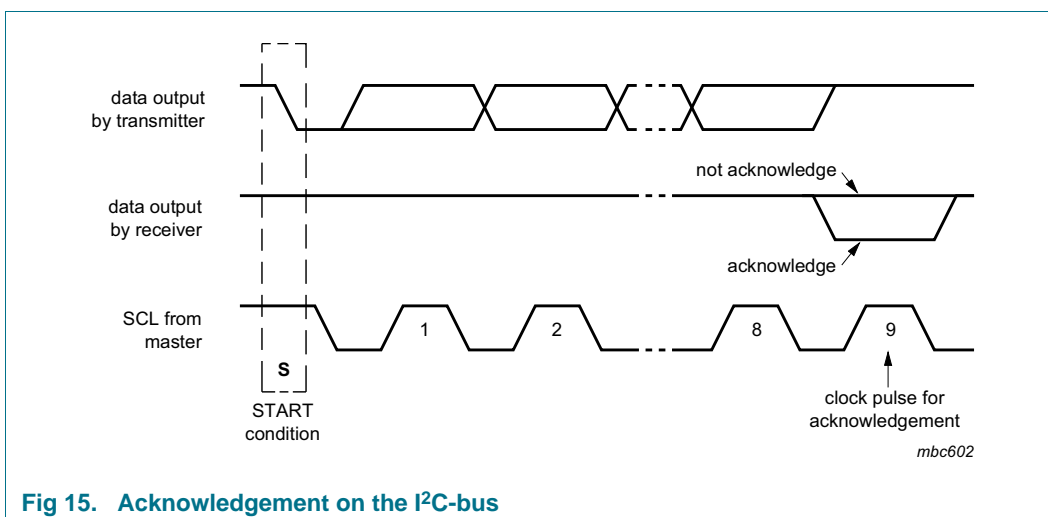 data output
by transmitter
not acknowledge
data output
by receiver
acknowledge
SCL from
master
1
2
8
9
S
START
condition
clock pulse for
acknowledgement
mbc602
Fig 15. Acknowledgement on the I²C-bus